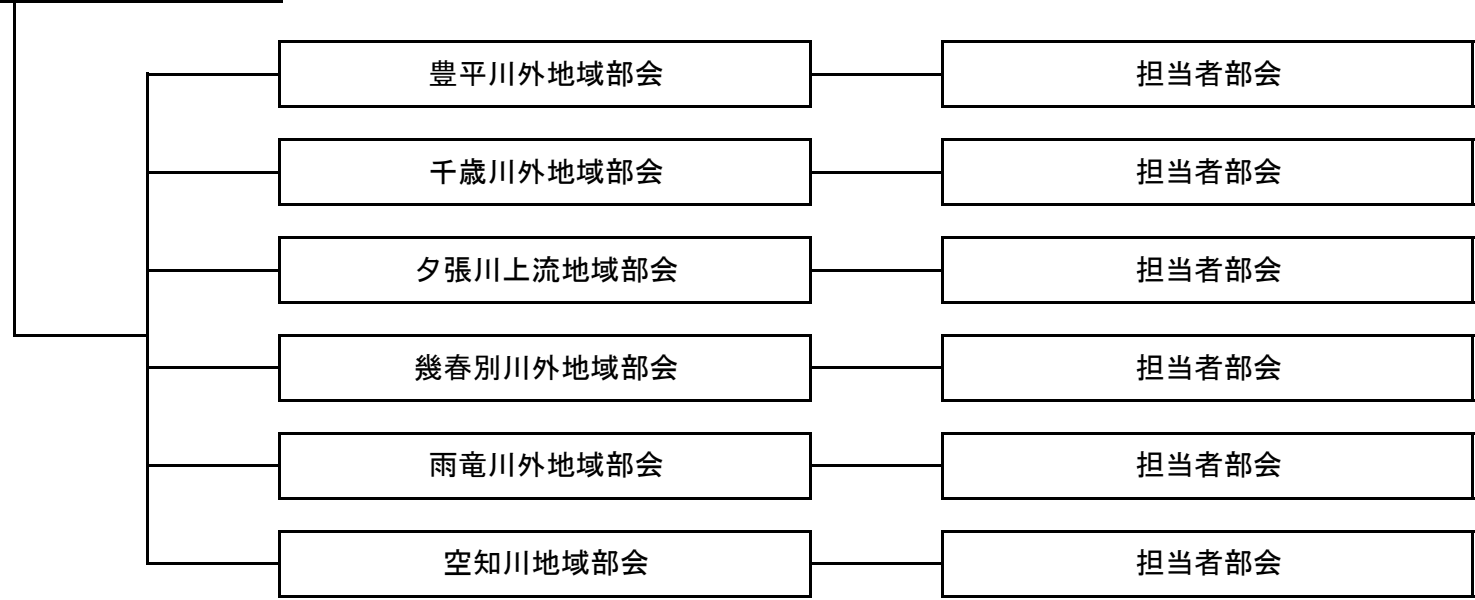 豊平川外地域部会 担当者部会
千歳川外地域部会 担当者部会
夕張川上流地域部会 担当者部会
幾春別川外地域部会 担当者部会
雨竜川外地域部会 担当者部会
空知川地域部会 担当者部会